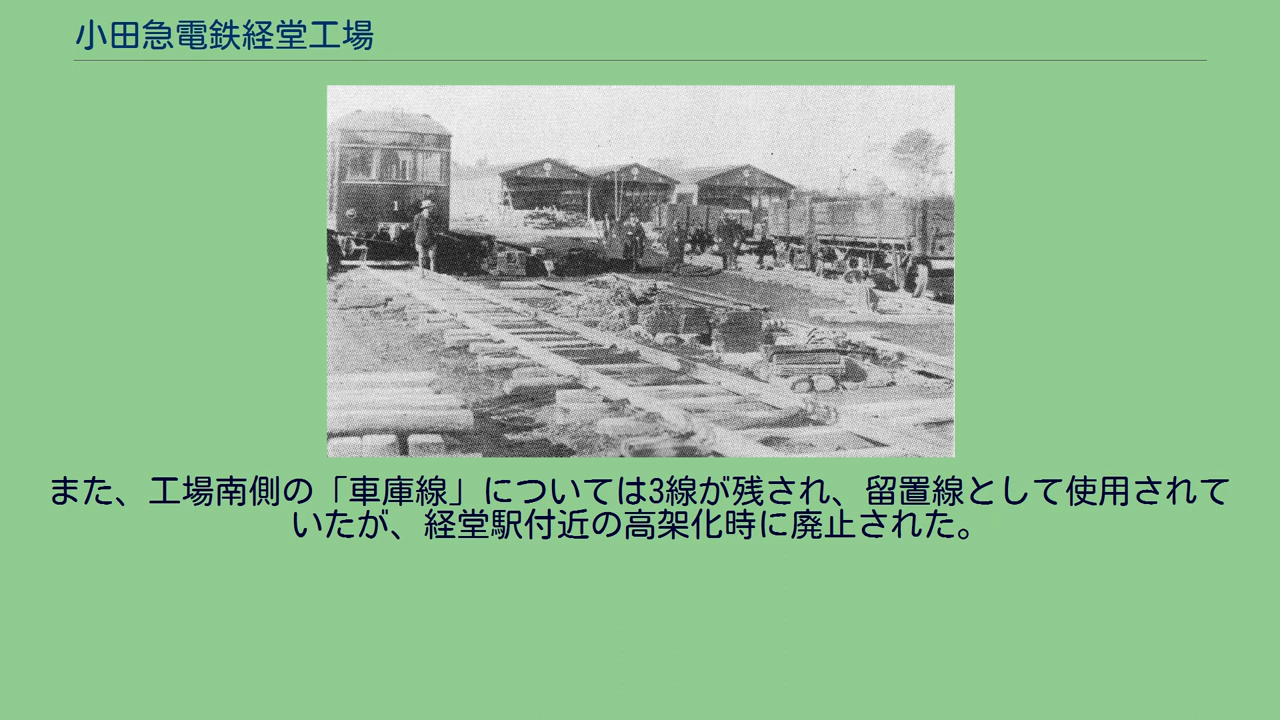 小田急電鉄経堂工場
また、工場南側の「車庫線」については3線が残され、留置線として使用されて
いたが、経堂駅付近の高架化時に廃止された。